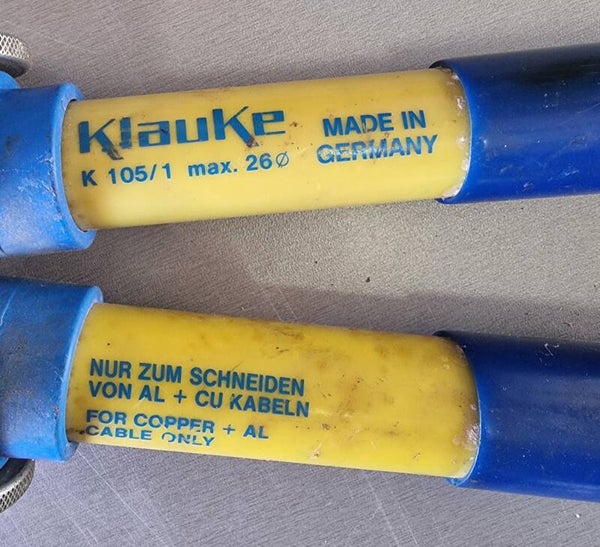 Klauke
MADE IN
GERMANY
K 105/1 max. 26⌀
NUR ZUM SCHNEIDEN
VON AL + CU KABELN
FOR COPPER + AL
CABLE ONLY